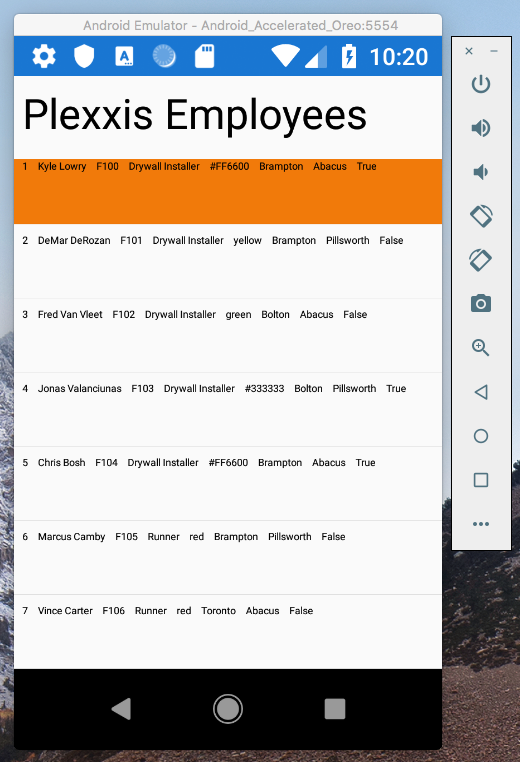 Android Emulator - Android_Accelerated_Oreo:5554
A 10:20
Plexxis Employees
1 Kyle Lowry F100 Drywall Installer #FF6600 Brampton Abacus True
2 DeMar DeRozan F101 Drywall Installer yellow Brampton Pillsworth False
3 Fred Van Vleet F102 Drywall Installer green Bolton Abacus False
4 Jonas Valanciunas F103 Drywall Installer #333333 Bolton Pillsworth True
5 Chris Bosh F104 Drywall Installer #FF6600 Brampton Abacus True
6 Marcus Camby F105 Runner red Brampton Pillsworth False
7 Vince Carter F106 Runner red Toronto Abacus False